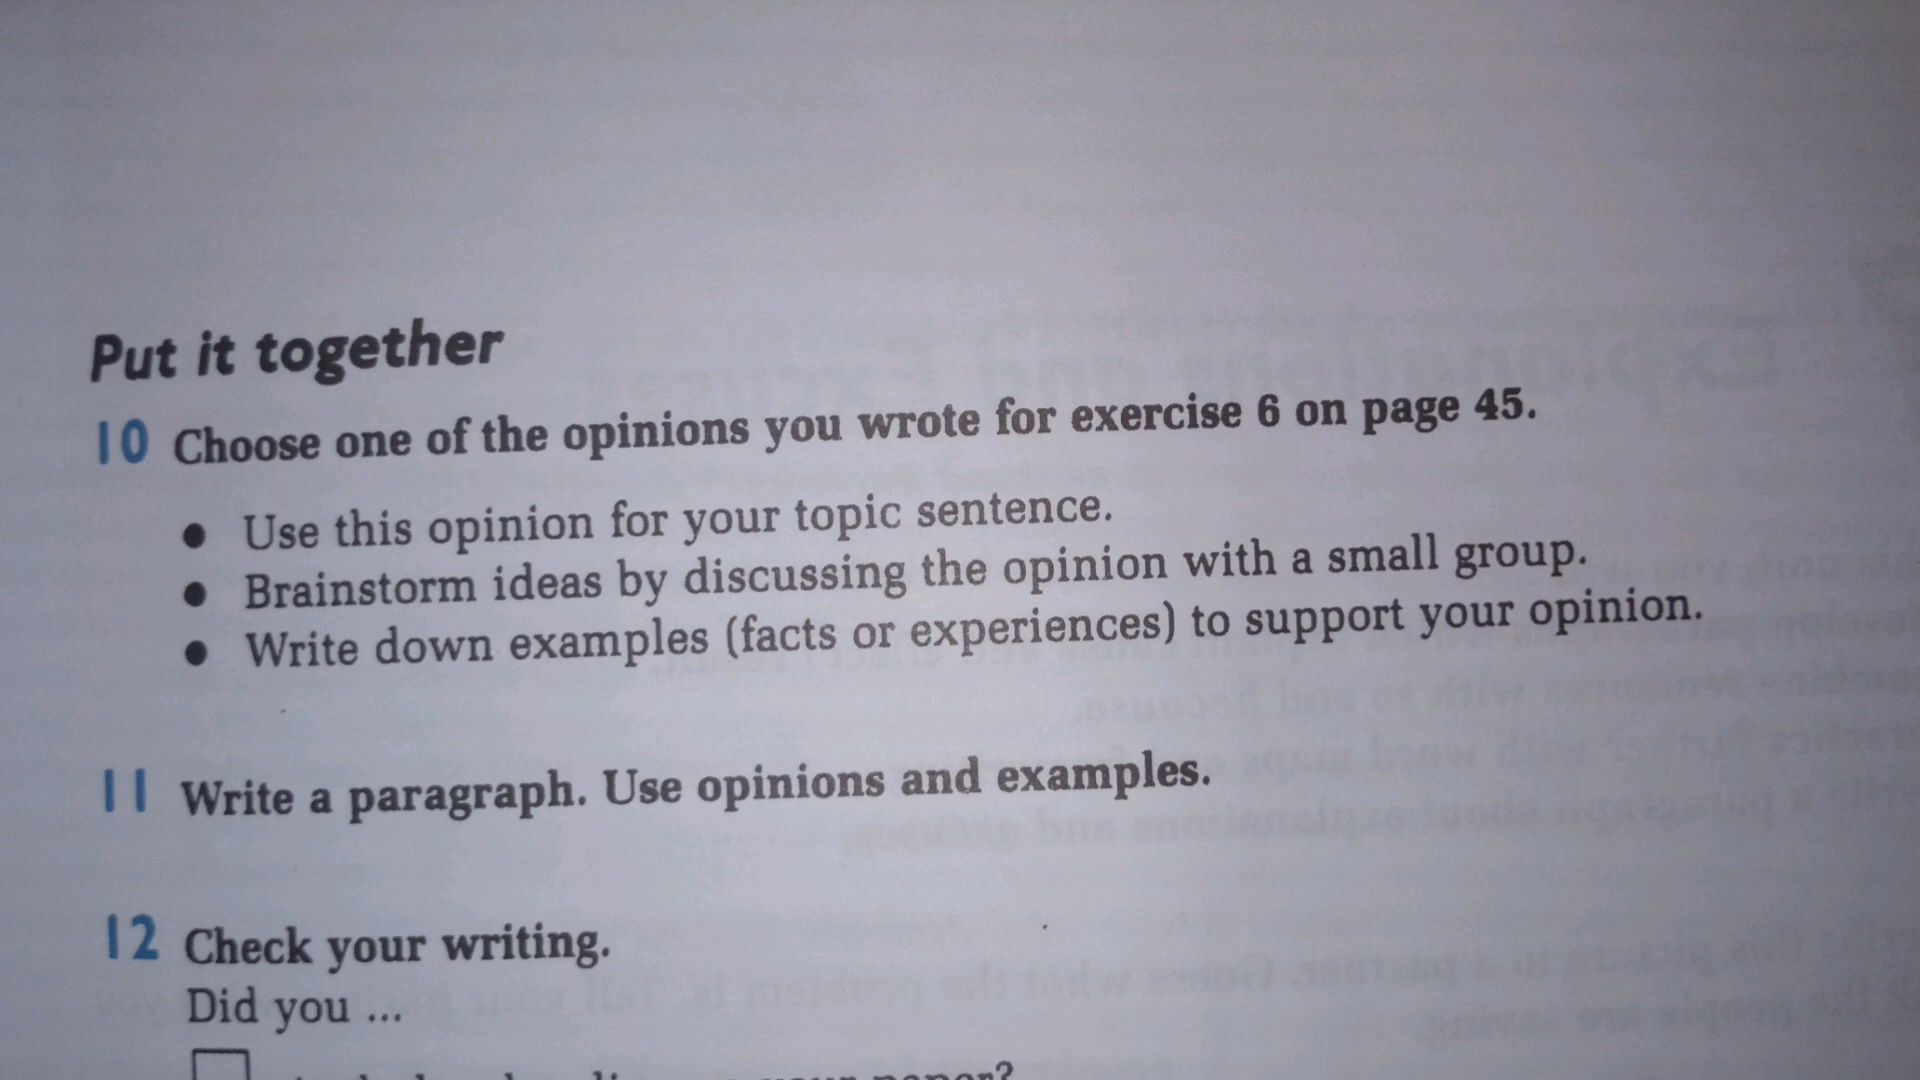 Put it together
10 Choose one of the opinions you wrote for exercise 6 on page 45.
● Use this opinion for your topic sentence.
● Brainstorm ideas by discussing the opinion with a small group.
● Write down examples (facts or experiences) to support your opinion.
11 Write a paragraph. Use opinions and examples.
12 Check your writing.
Did you ...
your paper?